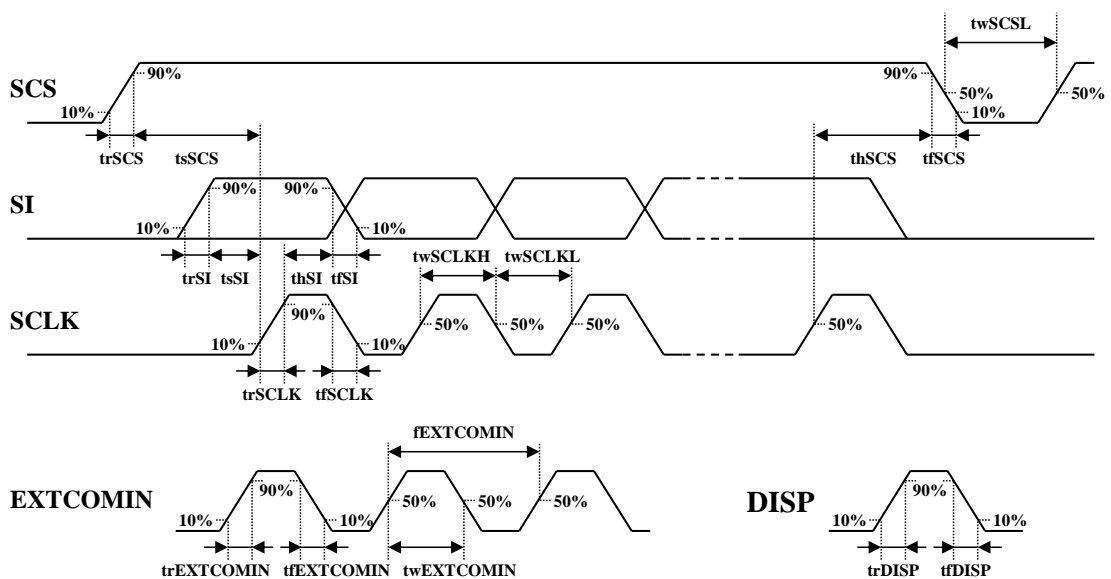 twSCSL
SCS
90%
90%
50%
50%
10%
10%
trSCS
tsSCS
thSCS
tfSCS
SI
90%
90%
10%
10%
trSI
tsSI
thSI
tfSI
twSCLKH
twSCLKL
SCLK
90%
50%
50%
50%
50%
10%
10%
trSCLK
tfSCLK
fEXTCOMIN
EXTCOMIN
90%
50%
50%
50%
10%
10%
trEXTCOMIN
tfEXTCOMIN
twEXTCOMIN
DISP
90%
10%
10%
trDISP
tfDISP